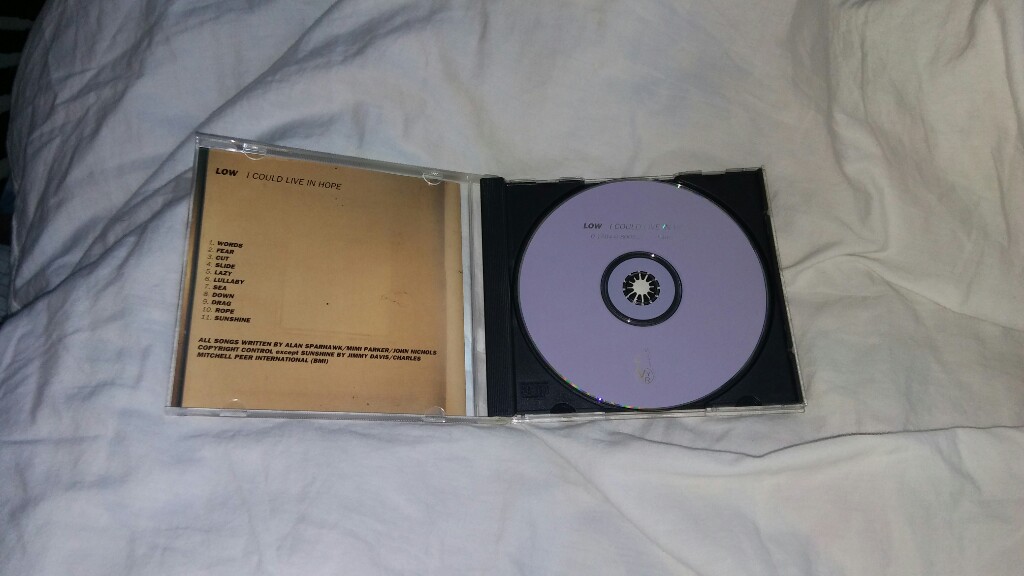 LOW I COULD LIVE IN HOPE
1. WORDS
2. FEAR
3. CUT
4. SLIDE
5. LAZY
6. LULLABY
7. SEA
8. DOWN
9. DRAG
10. ROPE
11. SUNSHINE
ALL SONGS WRITTEN BY ALAN SPARHAWK/MIMI PARKER/JOHN NICHOLS
COPYRIGHT CONTROL except SUNSHINE BY JIMMY DAVIS/CHARLES
MITCHELL PEER INTERNATIONAL (BMI)
LOW I COULD